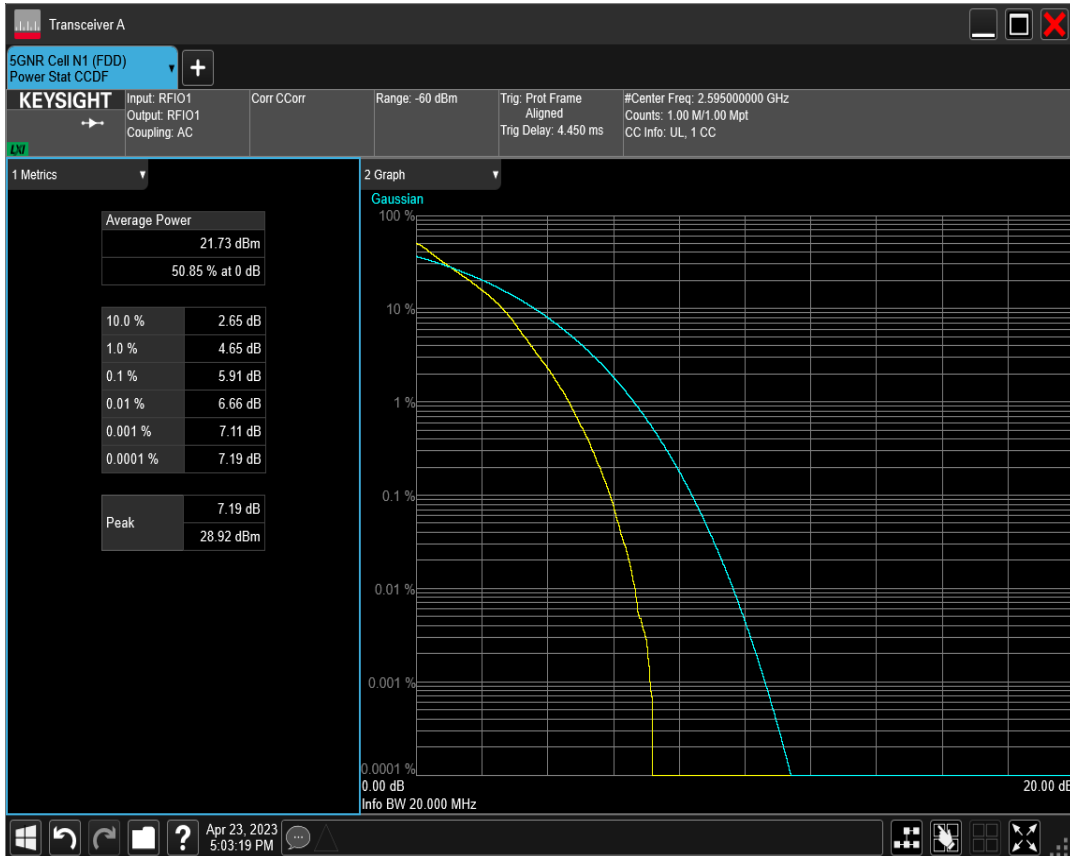 Transceiver A
5GNR Cell N1 (FDD)
Power Stat CCDF
+
KEYSIGHT
LXI
Input: RFIO1
Output: RFIO1
Coupling: AC
Corr CCorr
Range: -60 dBm
Trig: Prot Frame
Aligned
Trig Delay: 4.450 ms
#Center Freq: 2.595000000 GHz
Counts: 1.00 M/1.00 Mpt
CC Info: UL, 1 CC
1 Metrics
Average Power
21.73 dBm
50.85 % at 0 dB
10.0 % 2.65 dB
1.0 % 4.65 dB
0.1 % 5.91 dB
0.01 % 6.66 dB
0.001 % 7.11 dB
0.0001 % 7.19 dB
Peak
7.19 dB
28.92 dBm
2 Graph
Gaussian
100 %
10 %
1 %
0.1 %
0.01 %
0.001 %
0.0001 %
0.00 dB 20.00 dB
Info BW 20.000 MHz
?
Apr 23, 2023
5:03:19 PM